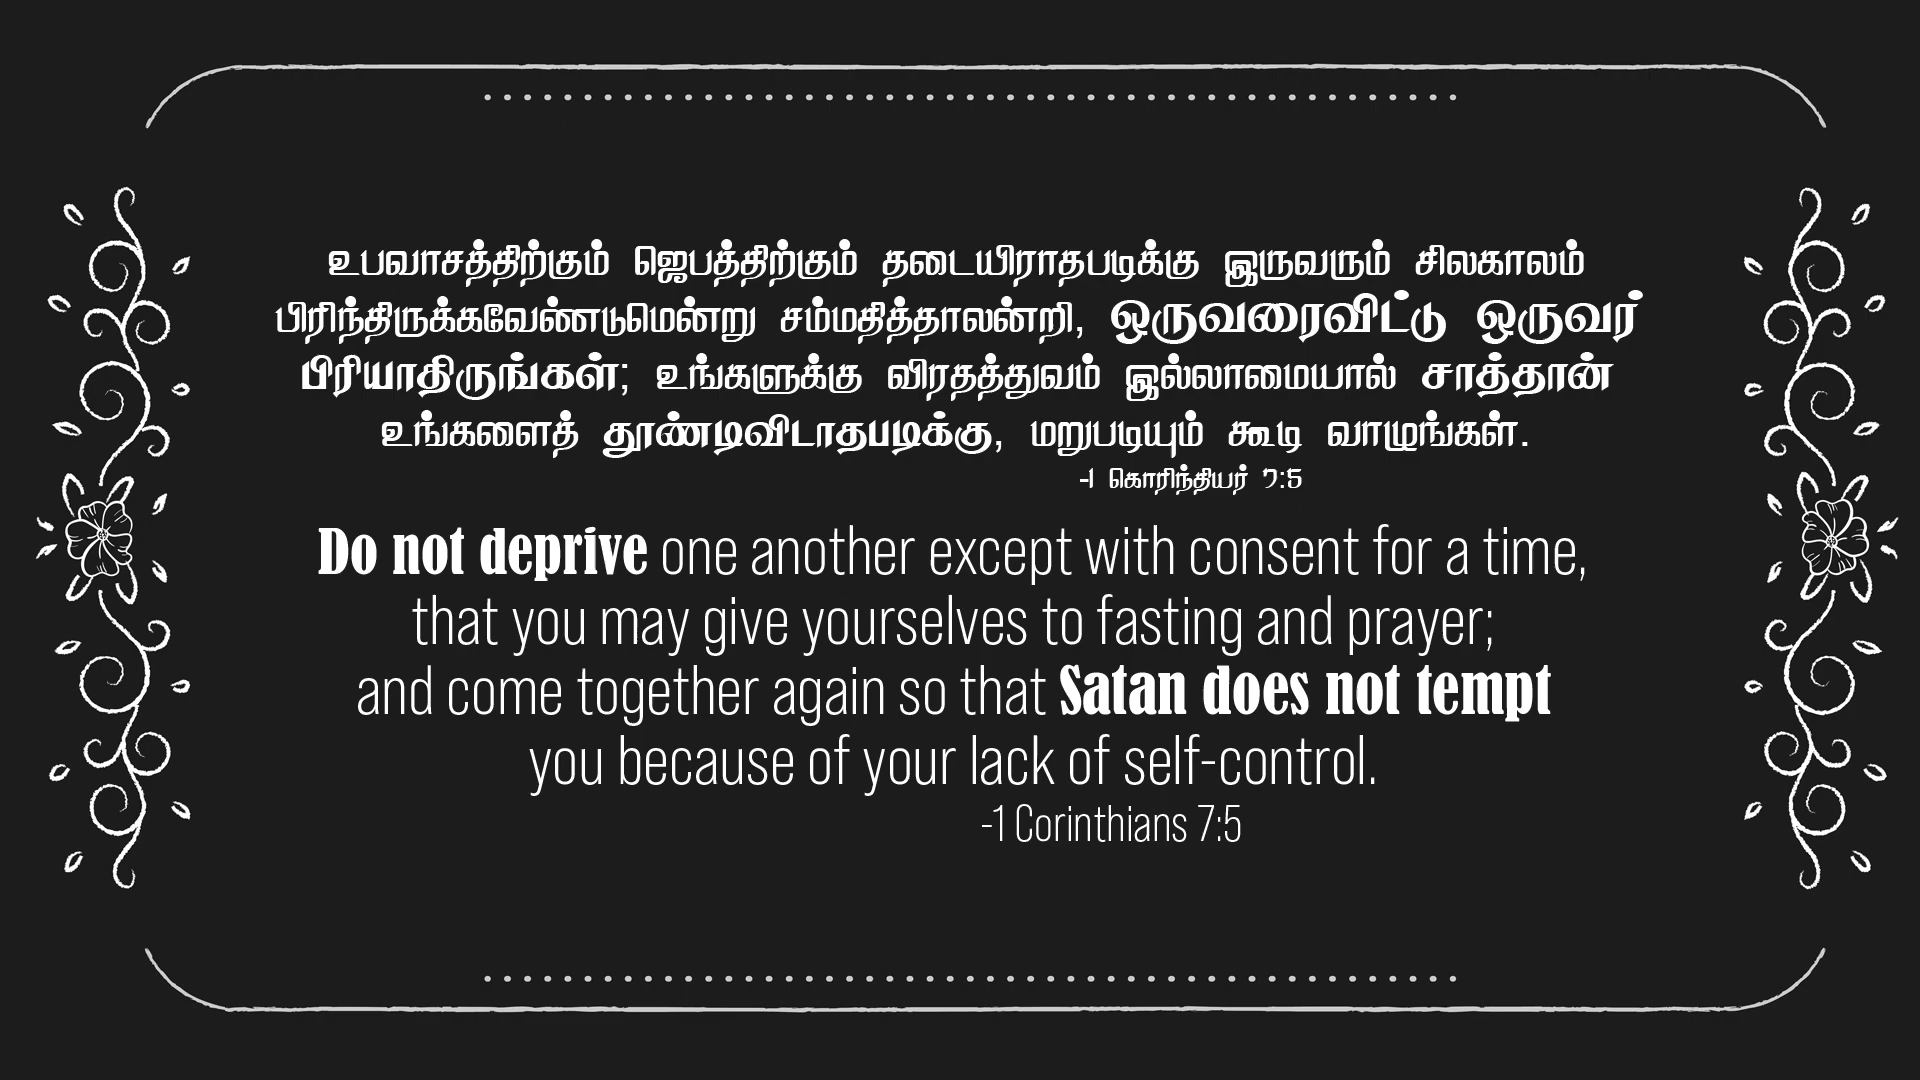 உபவாசத்திற்கும் ஜெபத்திற்கும் தடையிராதபடிக்கு இருவரும் சிலகாலம்
பிரிந்திருக்கவேண்டுமென்று சம்மதித்தாலன்றி, ஒருவரைவிட்டு ஒருவர்
பிரியாதிருங்கள்; உங்களுக்கு விரதத்துவம் இல்லாமையால் சாத்தான்
உங்களைத் தூண்டிவிடாதபடிக்கு, மறுபடியும் கூடி வாழுங்கள்.
-1 கொரிந்தியர் 7:5
Do not deprive one another except with consent for a time,
that you may give yourselves to fasting and prayer;
and come together again so that Satan does not tempt
you because of your lack of self-control.
-1 Corinthians 7:5